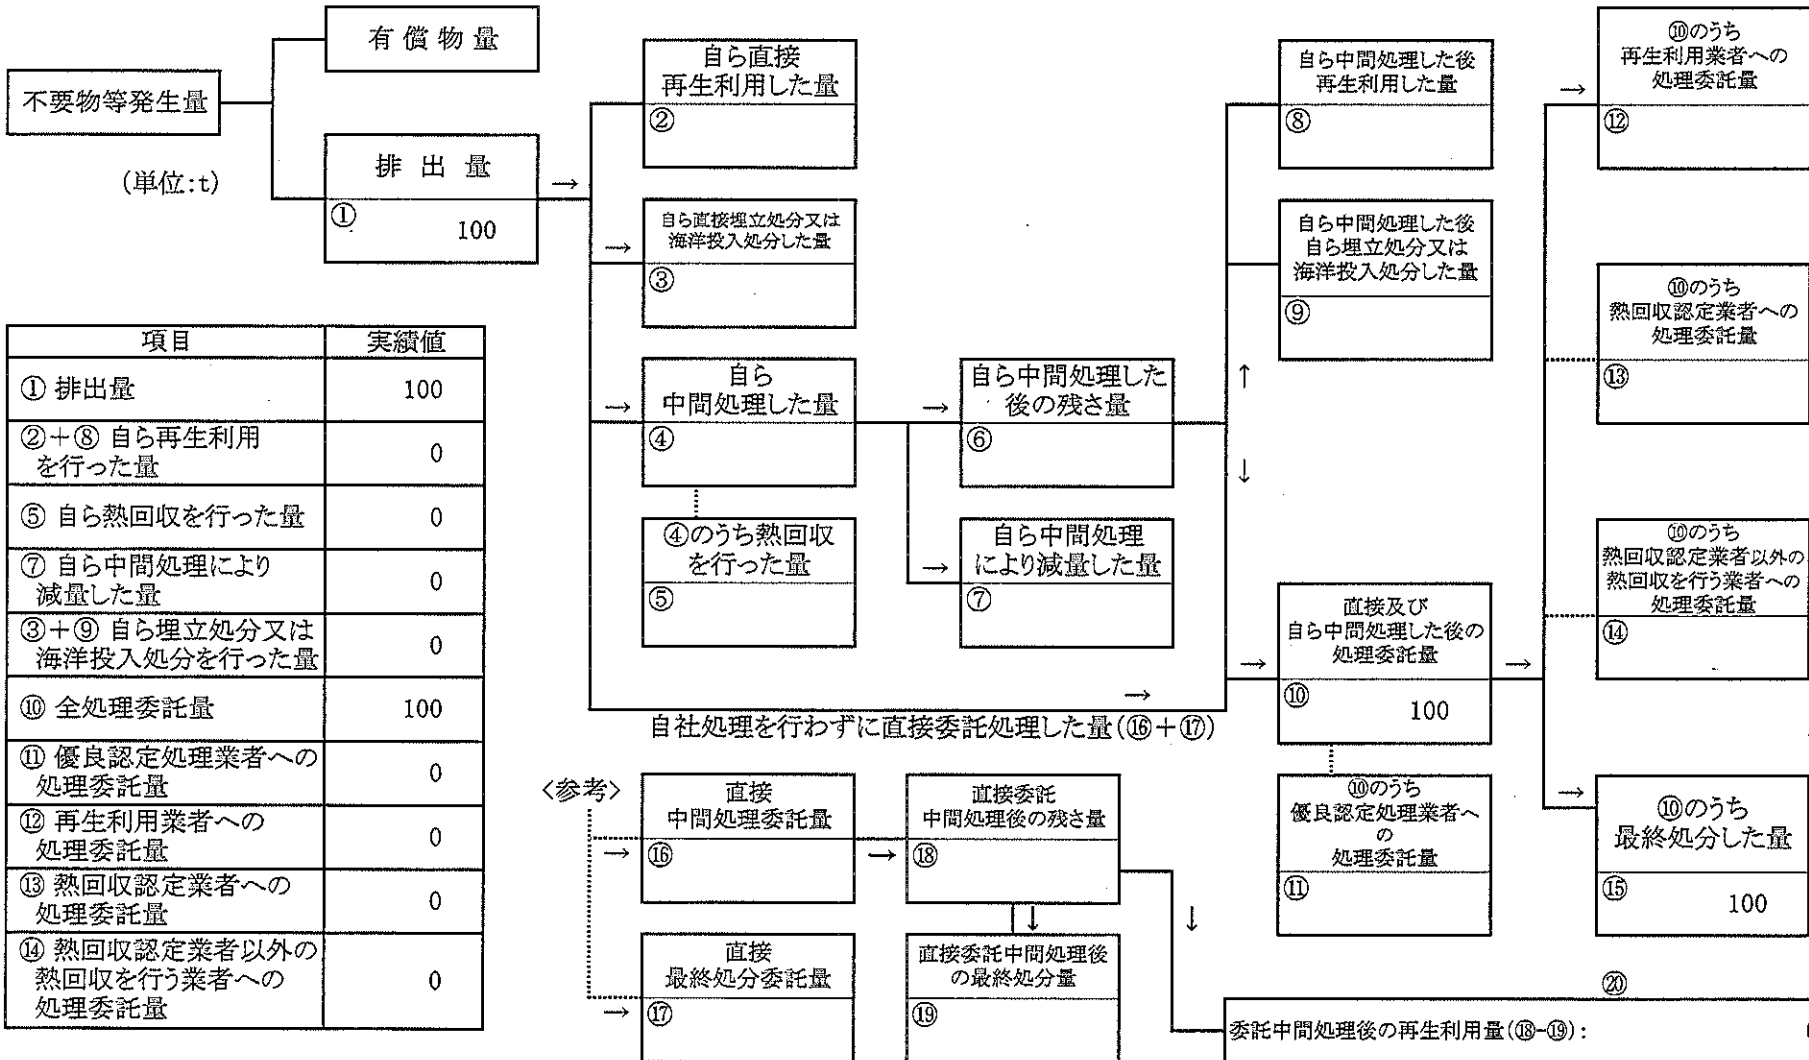 不要物等発生量
(単位:t)
有償物量
排出量
①
100
自ら直接
再生利用した量
②
自ら直接埋立処分又は
海洋投入処分した量
③
自ら
中間処理した量
④
④のうち熱回収
を行った量
⑤
自ら中間処理した
後の残さ量
⑥
自ら中間処理
により減量した量
⑦
自ら中間処理した後
再生利用した量
⑧
自ら中間処理した後
自ら埋立処分又は
海洋投入処分した量
⑨
直接及び
自ら中間処理した後の
処理委託量
⑩
100
⑩のうち
優良認定処理業者へ
の
処理委託量
⑪
⑩のうち
再生利用業者への
処理委託量
⑫
⑩のうち
熱回収認定業者への
処理委託量
⑬
⑩のうち
熱回収認定業者以外の
熱回収を行う業者への
処理委託量
⑭
⑩のうち
最終処分した量
⑮
100
自社処理を行わずに直接委託処理した量(⑯+⑰)
<参考>
直接
中間処理委託量
⑯
直接
最終処分委託量
⑰
直接委託
中間処理後の残さ量
⑱
直接委託中間処理後
の最終処分量
⑲
⑳
委託中間処理後の再生利用量(⑱-⑲):
項目 実績値
① 排出量 100
②+⑧ 自ら再生利用
を行った量 0
⑤ 自ら熱回収を行った量 0
⑦ 自ら中間処理により
減量した量 0
③+⑨ 自ら埋立処分又は
海洋投入処分を行った量 0
⑩ 全処理委託量 100
⑪ 優良認定処理業者への
処理委託量 0
⑫ 再生利用業者への
処理委託量 0
⑬ 熱回収認定業者への
処理委託量 0
⑭ 熱回収認定業者以外の
熱回収を行う業者への
処理委託量 0